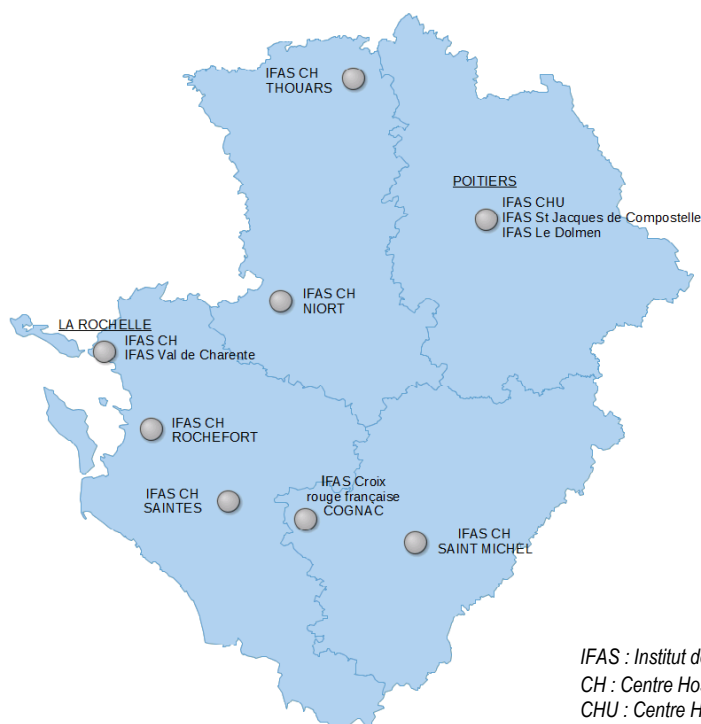 IFAS CH
THOUARS
POITIERS
IFAS CHU
IFAS St Jacques de Compostelle
IFAS Le Dolmen
IFAS CH
NIORT
LA ROCHELLE
IFAS CH
IFAS Val de Charente
IFAS CH
ROCHEFORT
IFAS CH
SAINTES
IFAS Croix
rouge française
COGNAC
IFAS CH
SAINT MICHEL
IFAS : Institut d
CH : Centre Ho
CHU : Centre H